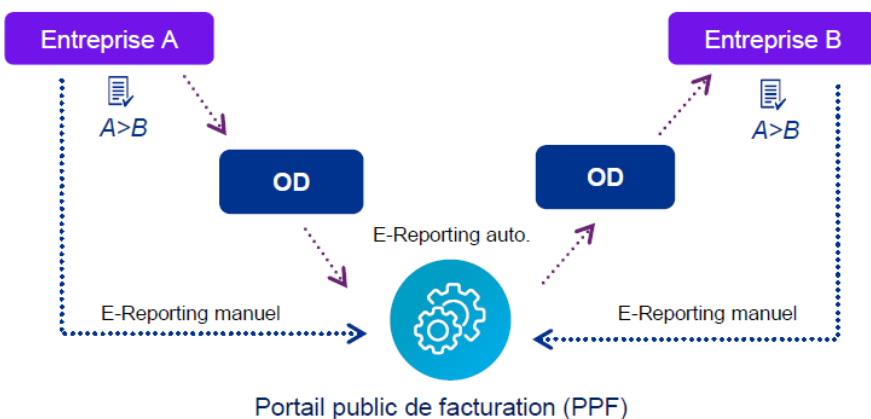 Entreprise A
Entreprise B
A>B
A>B
OD
OD
E-Reporting auto.
E-Reporting manuel
E-Reporting manuel
Portail public de facturation (PPF)